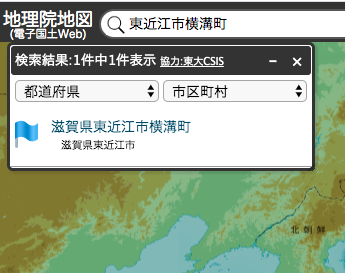 地理院地図
(電子国土Web)
東近江市横溝町
検索結果:1件中1件表示 協力:東大CSIS
都道府県 市区町村
滋賀県東近江市横溝町
滋賀県東近江市
北朝鮮